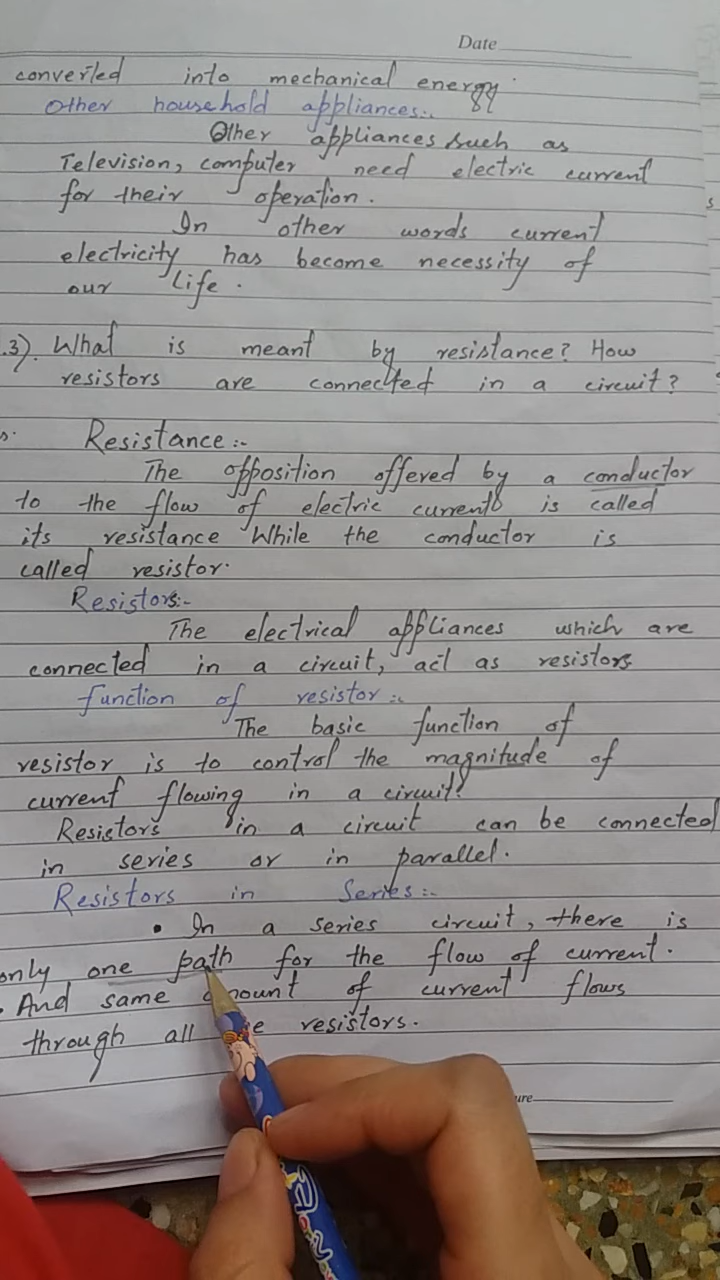 Date
converted into mechanical energy.
Other household appliances:.
Other appliances such as
Television, computer need electric current
for their operation.
In other words current
electricity has become necessity of
our life.
.3). What is meant by resistance? How
resistors are connected in a circuit?
s. Resistance:-
The opposition offered by a conductor
to the flow of electric current is called
its resistance While the conductor is
called resistor.
Resistors:-
The electrical appliances which are
connected in a circuit, act as resistors
function of resistor:.
The basic function of
resistor is to control the magnitude of
current flowing in a circuit.
Resistors in a circuit can be connected
in series or in parallel.
Resistors in Series:-
• In a series circuit, there is
only one path for the flow of current.
. And same mount of current flows
through all e resistors.
ure